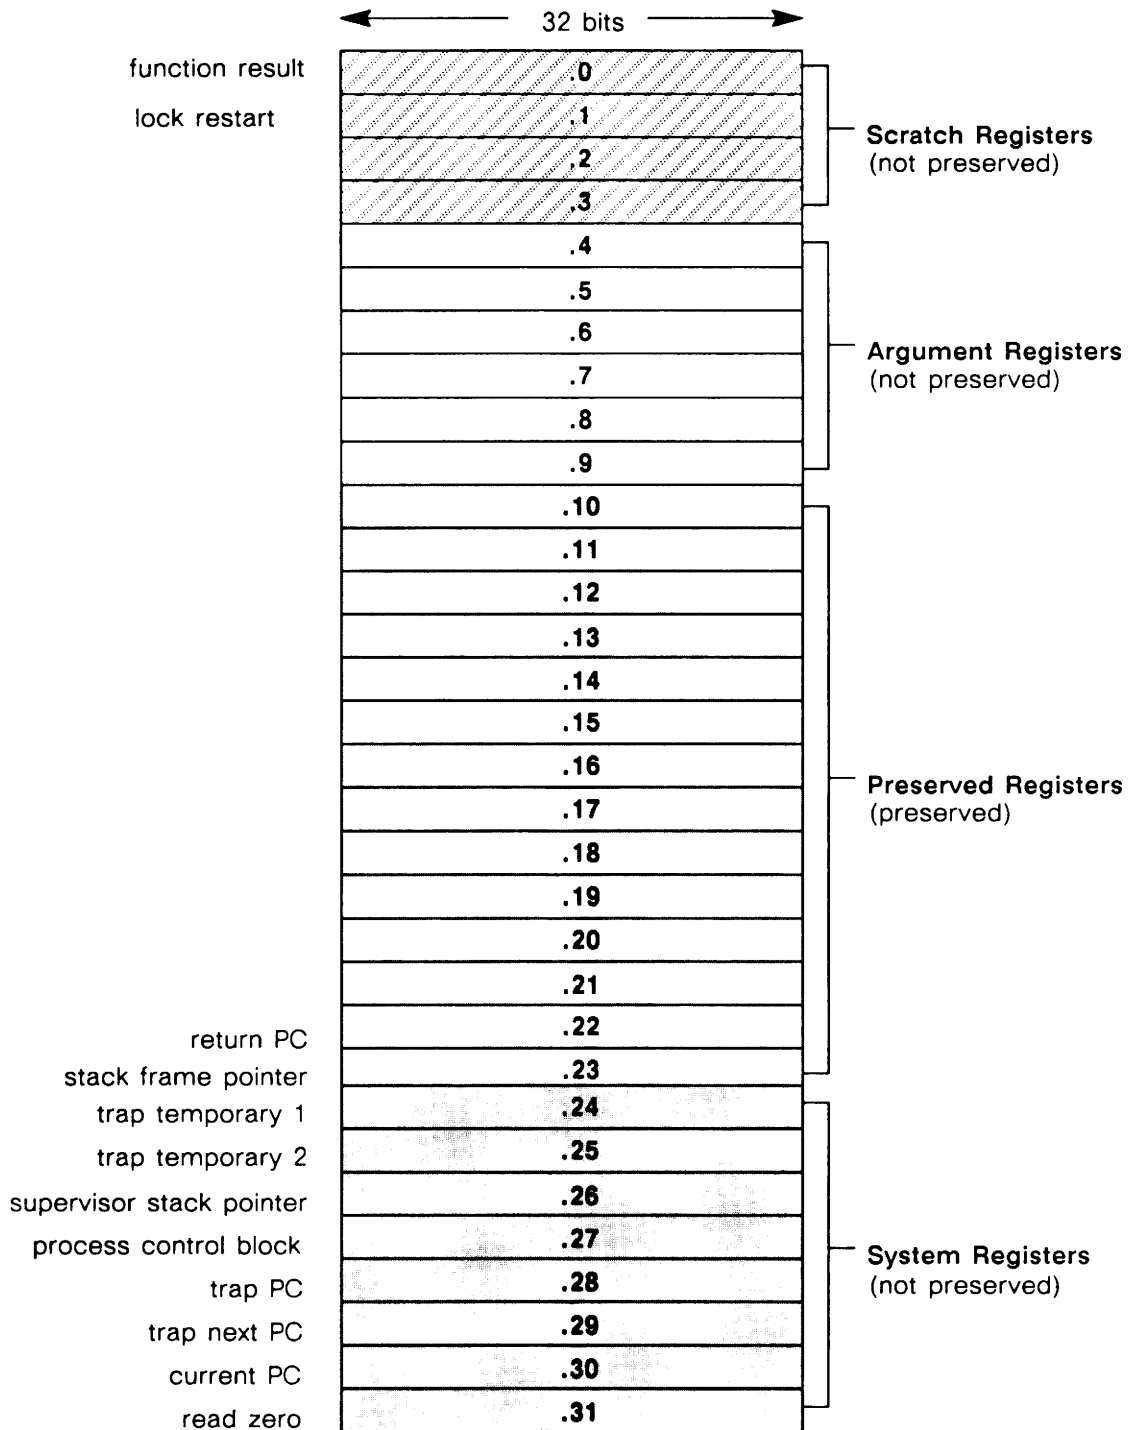 32 bits
function result
.0
lock restart
.1
Scratch Registers
(not preserved)
.2
.3
.4
.5
.6
Argument Registers
(not preserved)
.7
.8
.9
.10
.11
.12
.13
.14
.15
.16
Preserved Registers
(preserved)
.17
.18
.19
.20
.21
.22
return PC
.23
stack frame pointer
.24
trap temporary 1
.25
trap temporary 2
.26
supervisor stack pointer
.27
process control block
System Registers
(not preserved)
.28
trap PC
.29
trap next PC
.30
current PC
.31
read zero